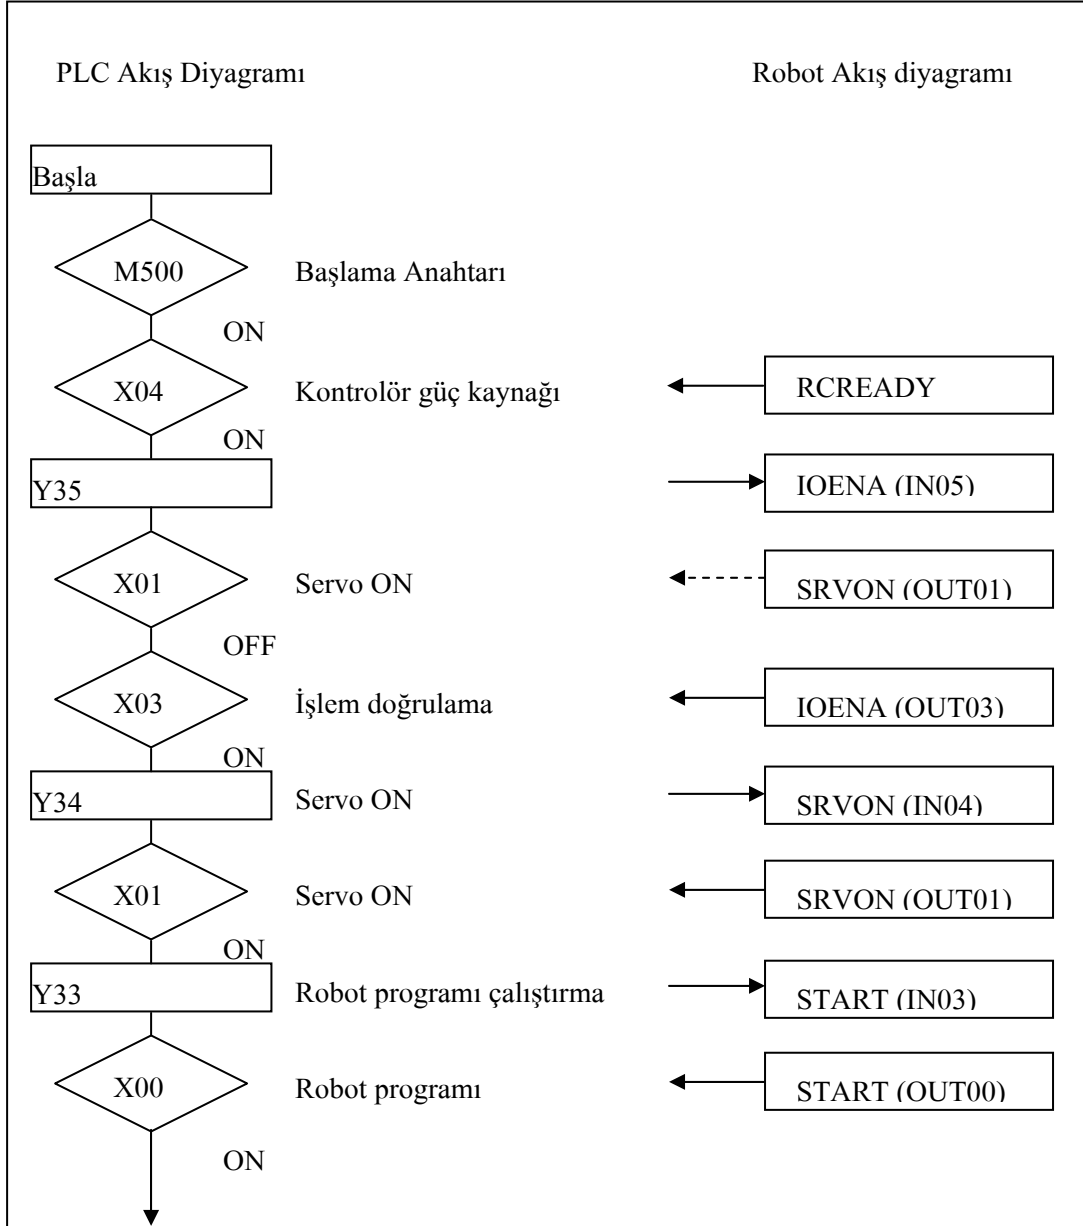 PLC Akış Diyagramı Robot Akış diyagramı
Başla
M500 Başlama Anahtarı
ON
X04 Kontrolör güç kaynağı RCREADY
ON
Y35 IOENA (IN05)
X01 Servo ON SRVON (OUT01)
OFF
X03 İşlem doğrulama IOENA (OUT03)
ON
Y34 Servo ON SRVON (IN04)
X01 Servo ON SRVON (OUT01)
ON
Y33 Robot programı çalıştırma START (IN03)
X00 Robot programı START (OUT00)
ON